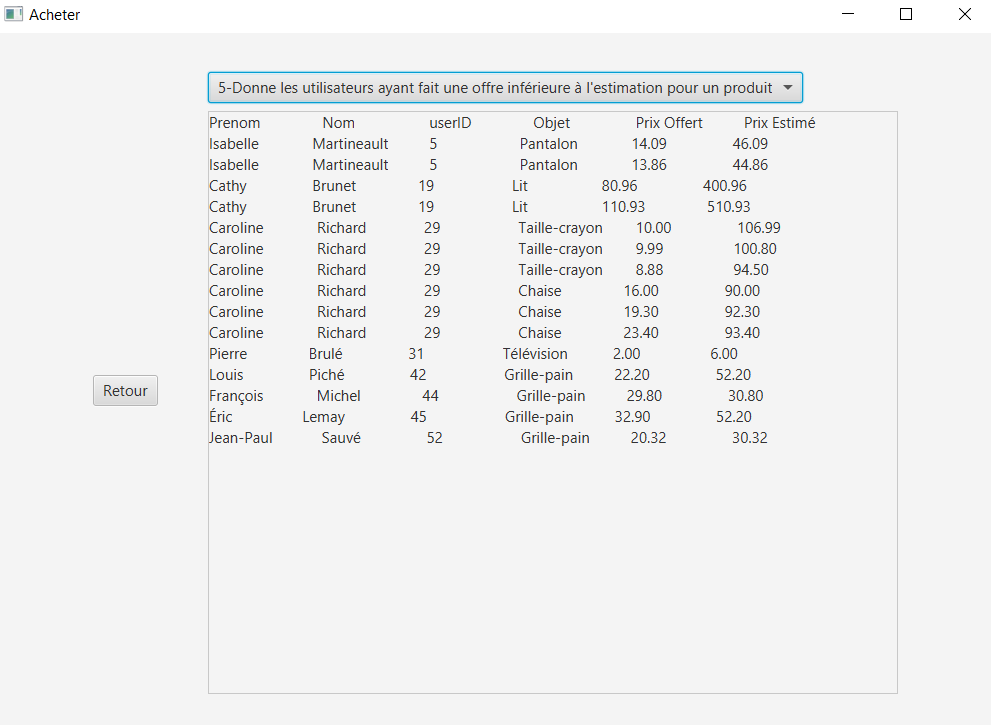 Acheter
5-Donne les utilisateurs ayant fait une offre inférieure à l'estimation pour un produit
Prenom Nom userID Objet Prix Offert Prix Estimé
Isabelle Martineault 5 Pantalon 14.09 46.09
Isabelle Martineault 5 Pantalon 13.86 44.86
Cathy Brunet 19 Lit 80.96 400.96
Cathy Brunet 19 Lit 110.93 510.93
Caroline Richard 29 Taille-crayon 10.00 106.99
Caroline Richard 29 Taille-crayon 9.99 100.80
Caroline Richard 29 Taille-crayon 8.88 94.50
Caroline Richard 29 Chaise 16.00 90.00
Caroline Richard 29 Chaise 19.30 92.30
Caroline Richard 29 Chaise 23.40 93.40
Pierre Brulé 31 Télévision 2.00 6.00
Louis Piché 42 Grille-pain 22.20 52.20
François Michel 44 Grille-pain 29.80 30.80
Éric Lemay 45 Grille-pain 32.90 52.20
Jean-Paul Sauvé 52 Grille-pain 20.32 30.32
Retour